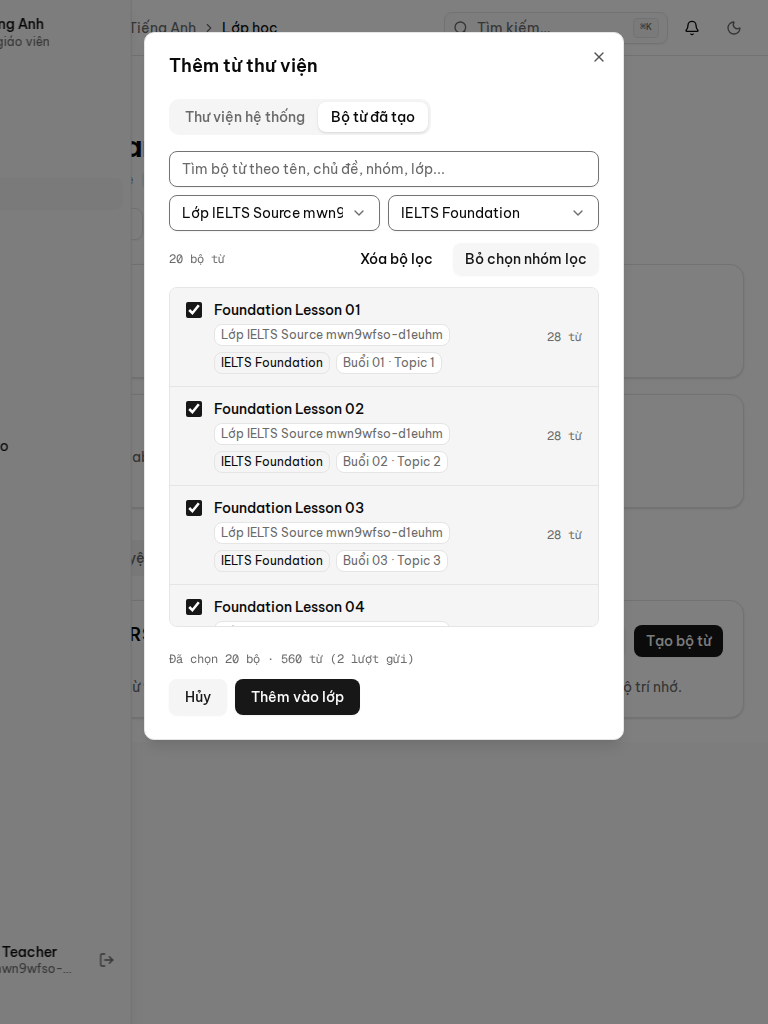 ng Anh
giáo viên
Tiếng Anh > Lớp học
Tìm kiếm...
⌘K
Thêm từ thư viện
Thư viện hệ thống
Bộ từ đã tạo
Tìm bộ từ theo tên, chủ đề, nhóm, lớp...
Lớp IELTS Source mwn9
IELTS Foundation
20 bộ từ
Xóa bộ lọc
Bỏ chọn nhóm lọc
Foundation Lesson 01
Lớp IELTS Source mwn9wfso-d1euhm
28 từ
IELTS Foundation
Buổi 01 · Topic 1
Foundation Lesson 02
Lớp IELTS Source mwn9wfso-d1euhm
28 từ
IELTS Foundation
Buổi 02 · Topic 2
Foundation Lesson 03
Lớp IELTS Source mwn9wfso-d1euhm
28 từ
IELTS Foundation
Buổi 03 · Topic 3
Foundation Lesson 04
Tạo bộ từ
Đã chọn 20 bộ · 560 từ (2 lượt gửi)
Hủy
Thêm vào lớp
ộ trí nhớ.
Teacher
mwn9wfso-...